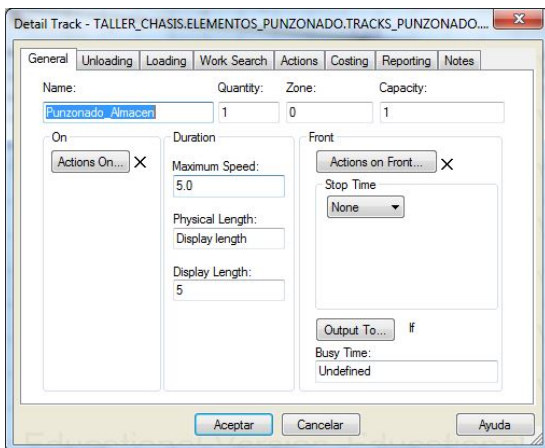 Detail Track - TALLER_CHASIS.ELEMENTOS_PUNZONADO.TRACKS_PUNZONADO....
General Unloading Loading Work Search Actions Costing Reporting Notes
Name: Quantity: Zone: Capacity:
Punzonado_Almacen 1 0 1
On Duration Front
Actions On... X Maximum Speed: Actions on Front... X
5.0 Stop Time
None
Physical Length:
Display length
Display Length:
5
Output To... If
Busy Time:
Undefined
Aceptar Cancelar Ayuda